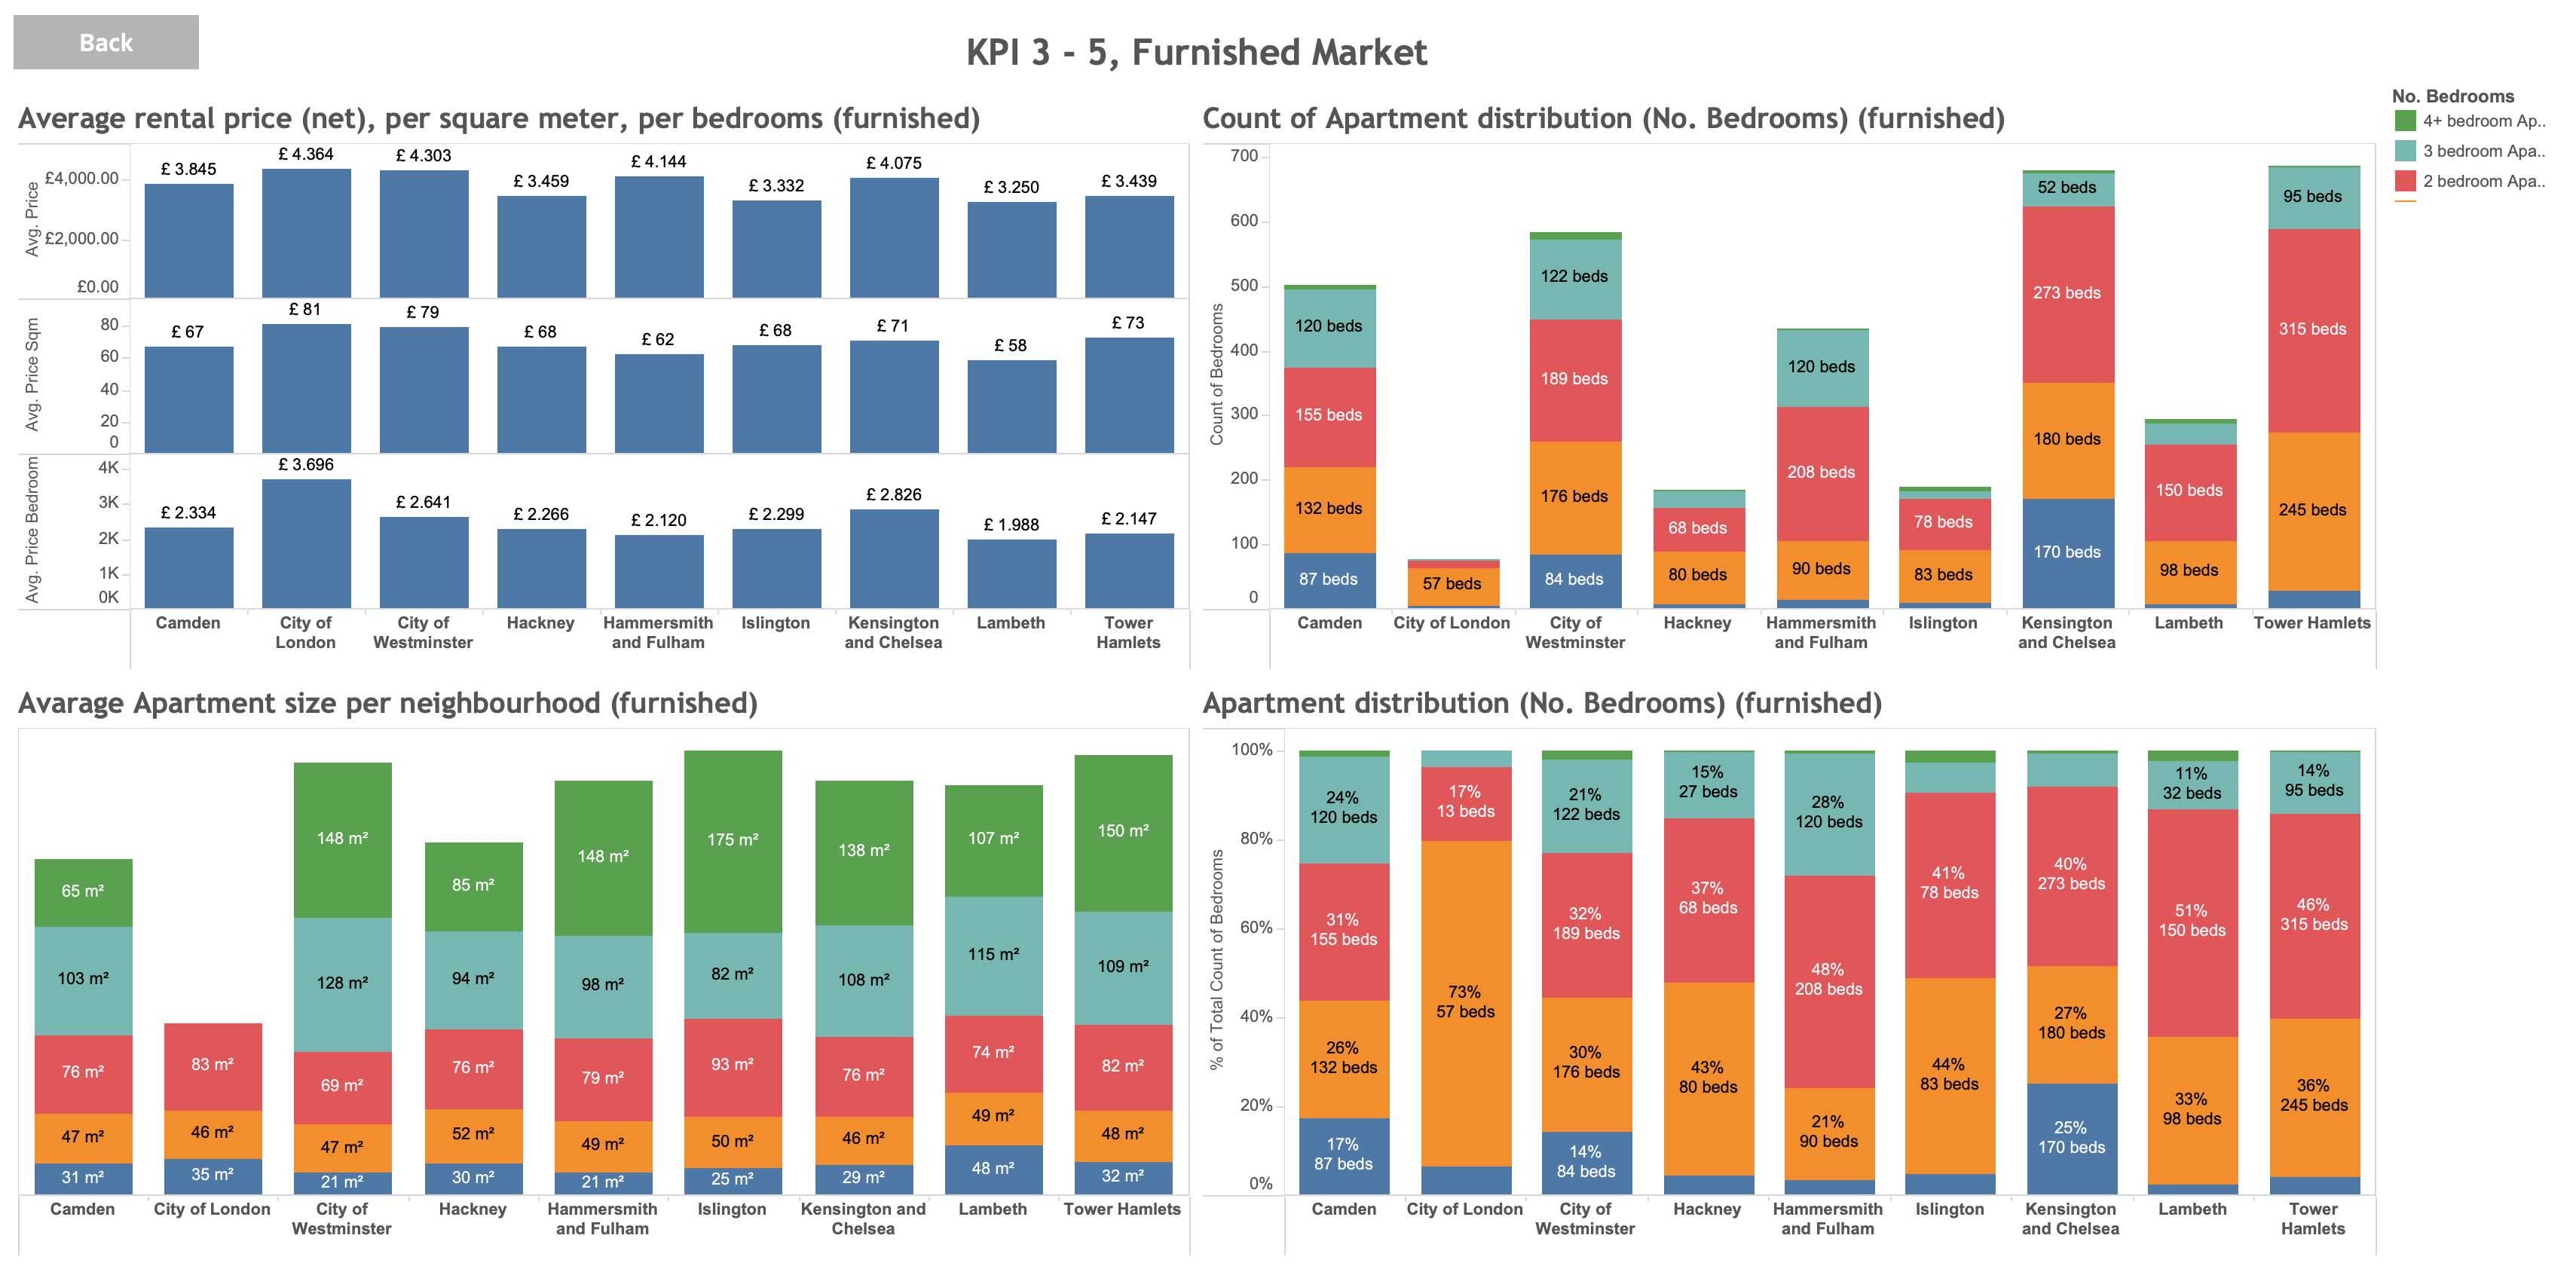 Back
KPI 3 - 5, Furnished Market
Average rental price (net), per square meter, per bedrooms (furnished)
Avg. Price
£4,000.00
£2,000.00
£0.00
£ 3.845
£ 4.364
£ 4.303
£ 3.459
£ 4.144
£ 3.332
£ 4.075
£ 3.250
£ 3.439
Avg. Price Sqm
80
60
40
20
0
£ 67
£ 81
£ 79
£ 68
£ 62
£ 68
£ 71
£ 58
£ 73
Avg. Price Bedroom
4K
3K
2K
1K
0K
£ 2.334
£ 3.696
£ 2.641
£ 2.266
£ 2.120
£ 2.299
£ 2.826
£ 1.988
£ 2.147
Camden
City of
London
City of
Westminster
Hackney
Hammersmith
and Fulham
Islington
Kensington
and Chelsea
Lambeth
Tower
Hamlets
Count of Apartment distribution (No. Bedrooms) (furnished)
Count of Bedrooms
700
600
500
400
300
200
100
0
120 beds
155 beds
132 beds
87 beds
57 beds
122 beds
189 beds
176 beds
84 beds
68 beds
80 beds
120 beds
208 beds
90 beds
78 beds
83 beds
52 beds
273 beds
180 beds
170 beds
150 beds
98 beds
95 beds
315 beds
245 beds
Camden
City of London
City of
Westminster
Hackney
Hammersmith
and Fulham
Islington
Kensington
and Chelsea
Lambeth
Tower Hamlets
No. Bedrooms
4+ bedroom Ap..
3 bedroom Apa..
2 bedroom Apa..
Avarage Apartment size per neighbourhood (furnished)
65 m²
103 m²
76 m²
47 m²
31 m²
83 m²
46 m²
35 m²
148 m²
128 m²
69 m²
47 m²
21 m²
85 m²
94 m²
76 m²
52 m²
30 m²
148 m²
98 m²
79 m²
49 m²
21 m²
175 m²
82 m²
93 m²
50 m²
25 m²
138 m²
108 m²
76 m²
46 m²
29 m²
107 m²
115 m²
74 m²
49 m²
48 m²
150 m²
109 m²
82 m²
48 m²
32 m²
Camden
City of London
City of
Westminster
Hackney
Hammersmith
and Fulham
Islington
Kensington and
Chelsea
Lambeth
Tower Hamlets
Apartment distribution (No. Bedrooms) (furnished)
% of Total Count of Bedrooms
100%
80%
60%
40%
20%
0%
24%
120 beds
31%
155 beds
26%
132 beds
17%
87 beds
17%
13 beds
73%
57 beds
21%
122 beds
32%
189 beds
30%
176 beds
14%
84 beds
15%
27 beds
37%
68 beds
43%
80 beds
28%
120 beds
48%
208 beds
21%
90 beds
41%
78 beds
44%
83 beds
40%
273 beds
27%
180 beds
25%
170 beds
11%
32 beds
51%
150 beds
33%
98 beds
14%
95 beds
46%
315 beds
36%
245 beds
Camden
City of London
City of
Westminster
Hackney
Hammersmith
and Fulham
Islington
Kensington
and Chelsea
Lambeth
Tower
Hamlets